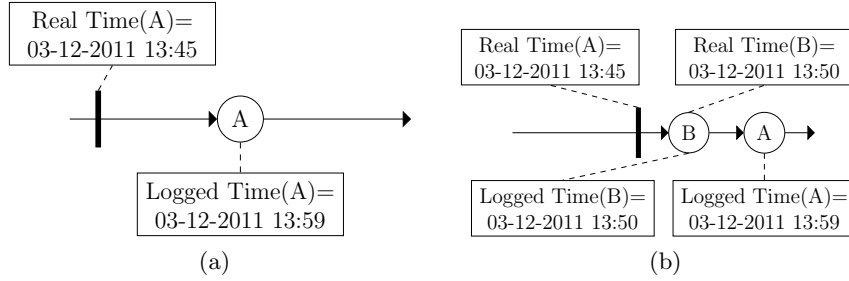 Real Time(A)=
03-12-2011 13:45
A
Logged Time(A)=
03-12-2011 13:59
(a)
Real Time(A)=
03-12-2011 13:45
Real Time(B)=
03-12-2011 13:50
B
A
Logged Time(B)=
03-12-2011 13:50
Logged Time(A)=
03-12-2011 13:59
(b)